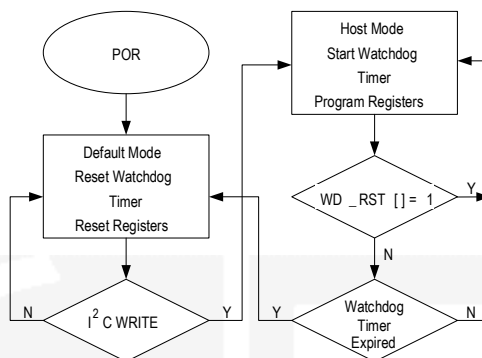 POR
Default Mode
Reset Watchdog
Timer
Reset Registers
N
I² C WRITE
Y
Host Mode
Start Watchdog
Timer
Program Registers
WD _RST [ ] = 1
Y
N
Y
Watchdog
Timer
Expired
N